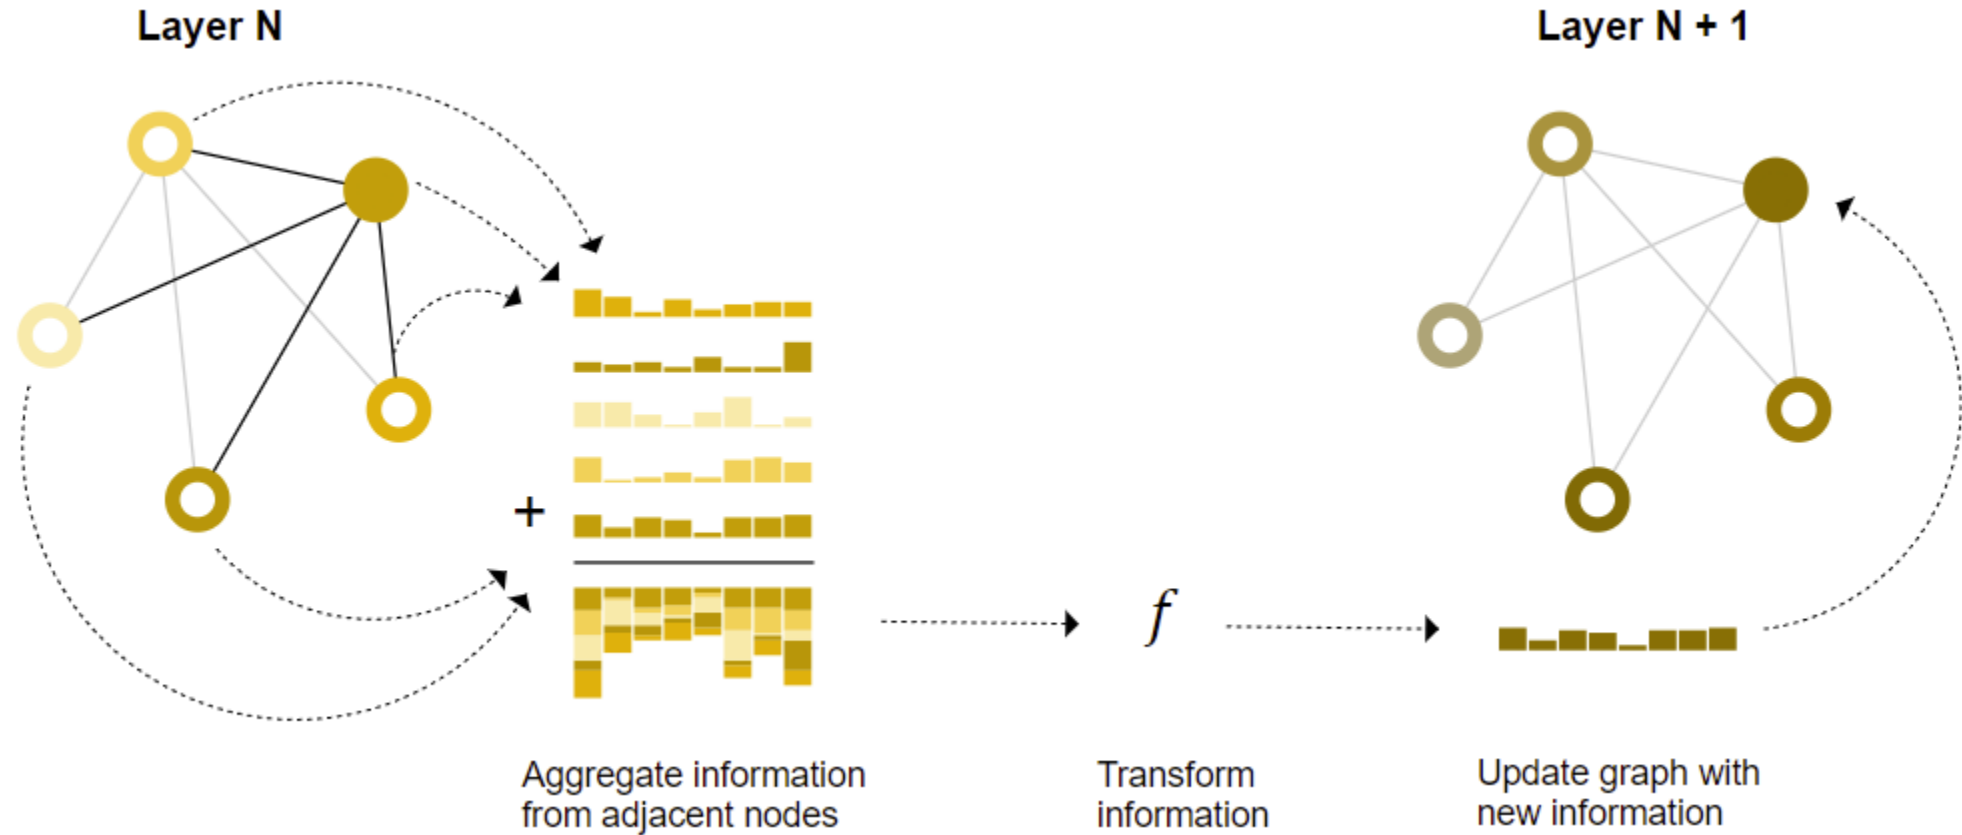 Layer N
Layer N + 1
+
f
Aggregate information
from adjacent nodes
Transform
information
Update graph with
new information